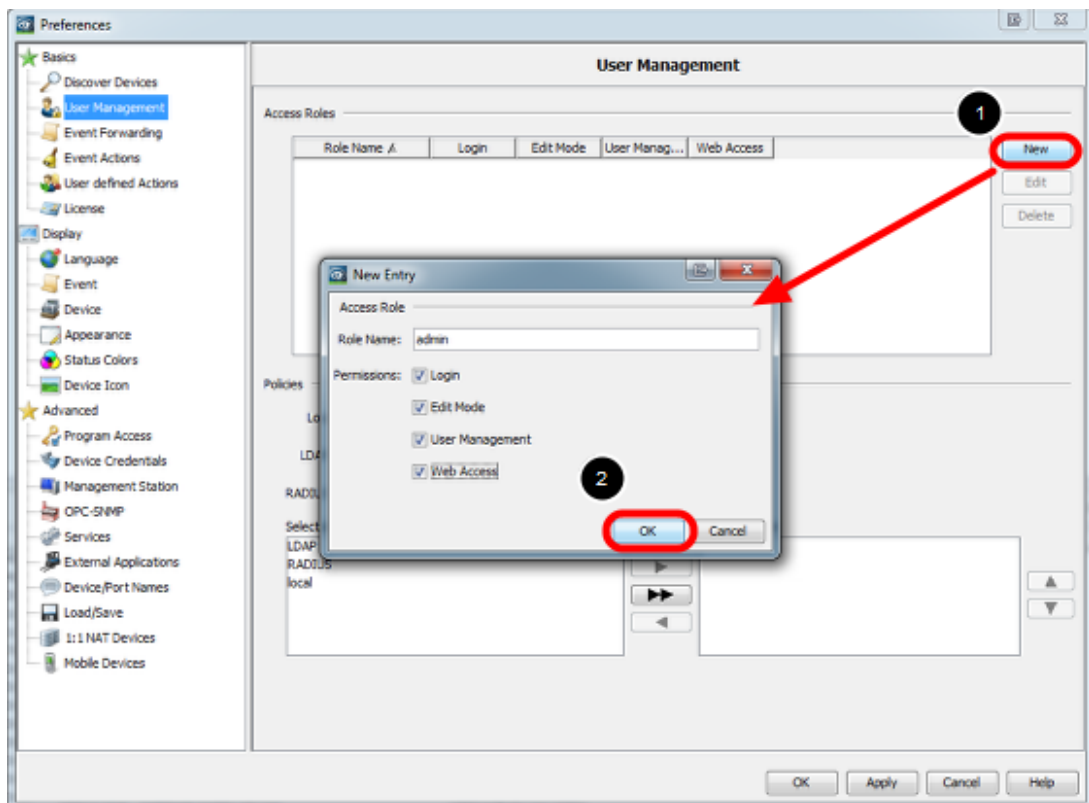 Preferences
Basics
Discover Devices
User Management
Event Forwarding
Event Actions
User defined Actions
License
Display
Language
Event
Device
Appearance
Status Colors
Device Icon
Advanced
Program Access
Device Credentials
Management Station
OPC-SNMP
Services
External Applications
Device/Port Names
Load/Save
1:1 NAT Devices
Mobile Devices
User Management
Access Roles
1
Role Name Login Edit Mode User Manag... Web Access
New
Edit
Delete
New Entry
Access Role
Role Name: admin
Permissions: Login
Edit Mode
User Management
Web Access
2
OK Cancel
Policies
Lo
LDA
RADIU
Select
LDAP
RADIUS
local
OK Apply Cancel Help